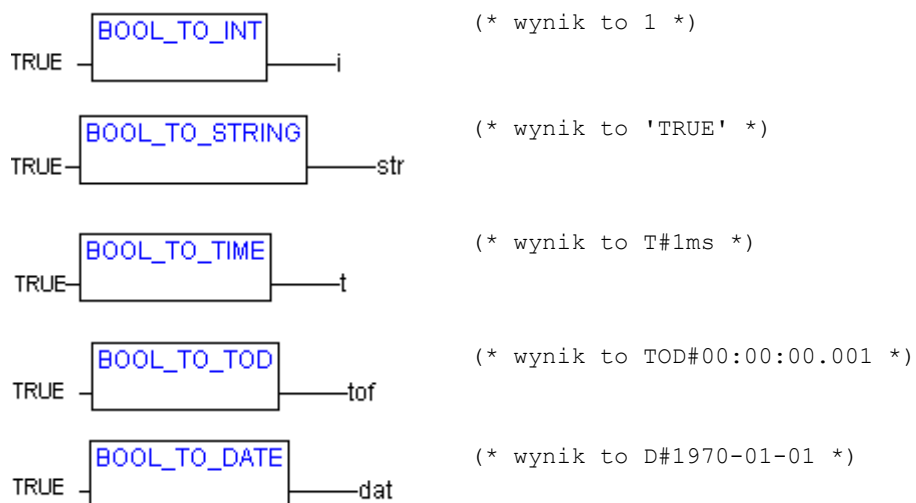 BOOL_TO_INT (* wynik to 1 *)
TRUE i
BOOL_TO_STRING (* wynik to 'TRUE' *)
TRUE str
BOOL_TO_TIME (* wynik to T#1ms *)
TRUE t
BOOL_TO_TOD (* wynik to TOD#00:00:00.001 *)
TRUE tof
BOOL_TO_DATE (* wynik to D#1970-01-01 *)
TRUE dat